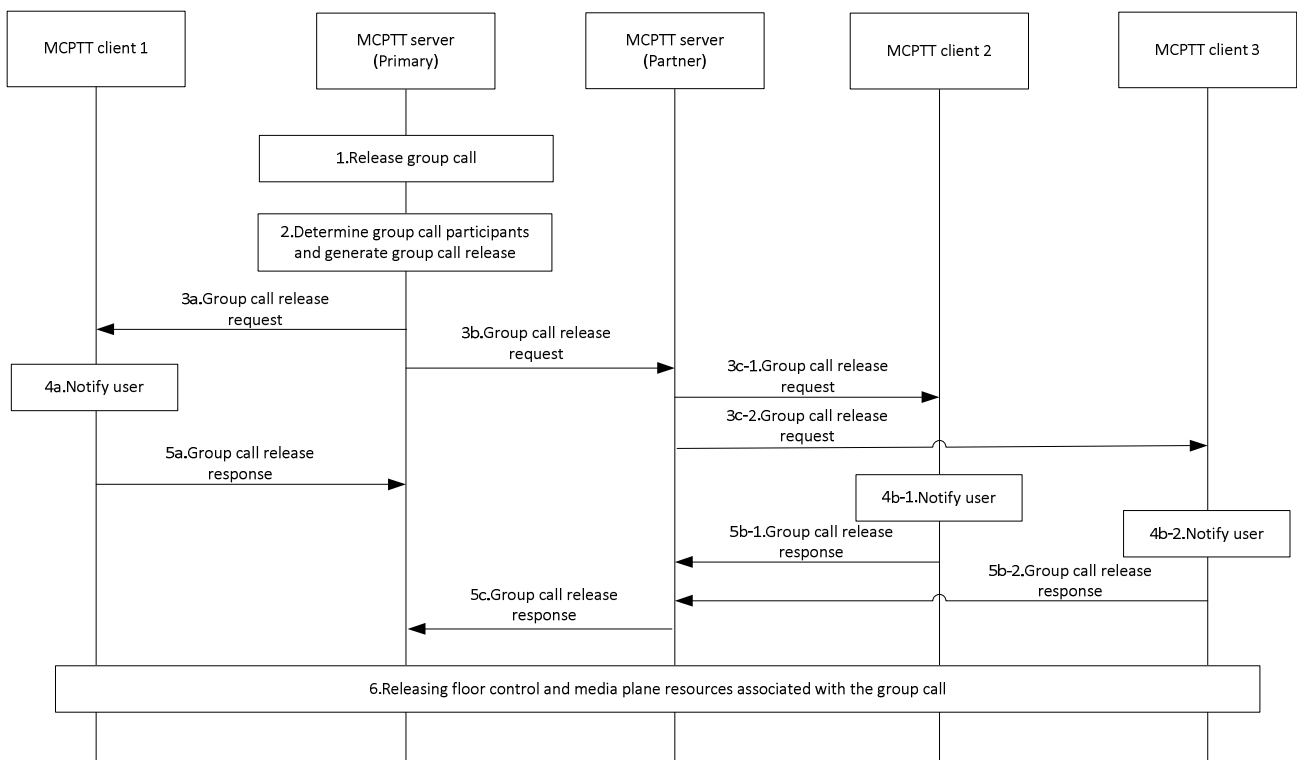 MCPTT client 1
MCPTT server
(Primary)
MCPTT server
(Partner)
MCPTT client 2
MCPTT client 3
1.Release group call
2.Determine group call participants
and generate group call release
3a.Group call release
request
3b.Group call release
request
3c-1.Group call release
request
4a.Notify user
3c-2.Group call release
request
5a.Group call release
response
4b-1.Notify user
4b-2.Notify user
5b-1.Group call release
response
5b-2.Group call release
response
5c.Group call release
response
6.Releasing floor control and media plane resources associated with the group call